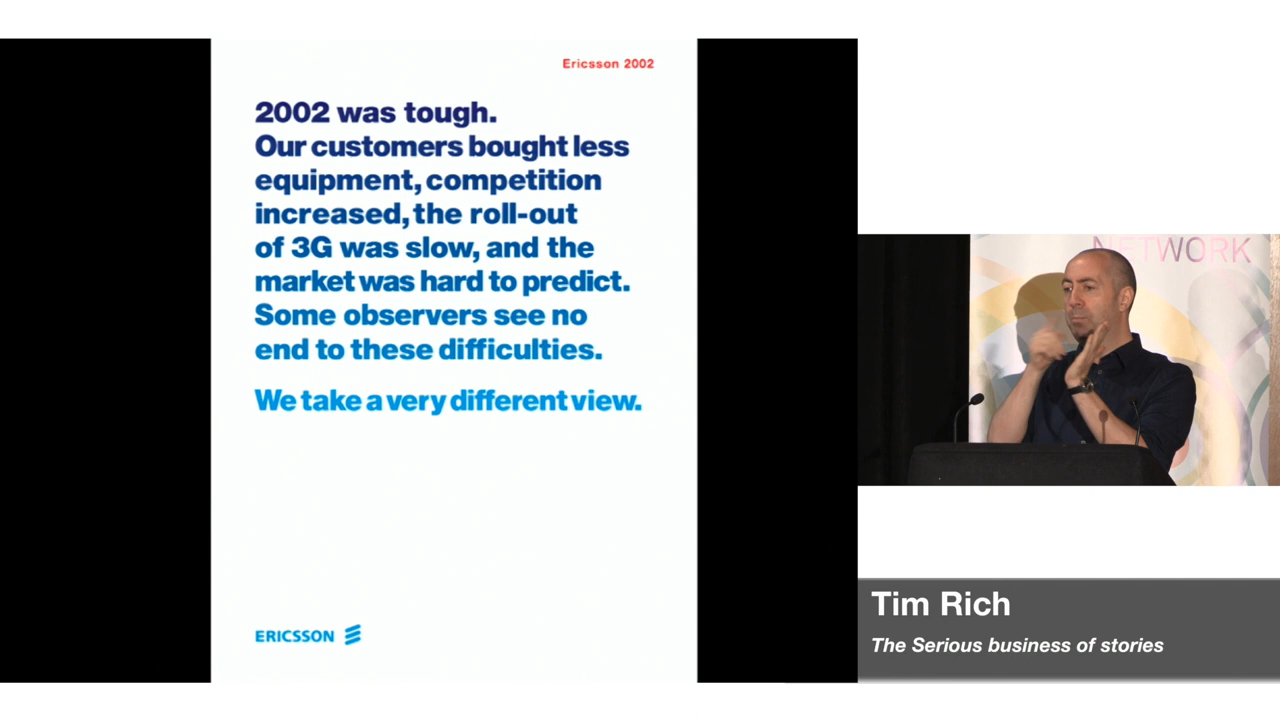 Ericsson 2002
2002 was tough.
Our customers bought less
equipment, competition
increased, the roll-out
of 3G was slow, and the
market was hard to predict.
Some observers see no
end to these difficulties.
We take a very different view.
ERICSSON
NETWORK
Tim Rich
The Serious business of stories